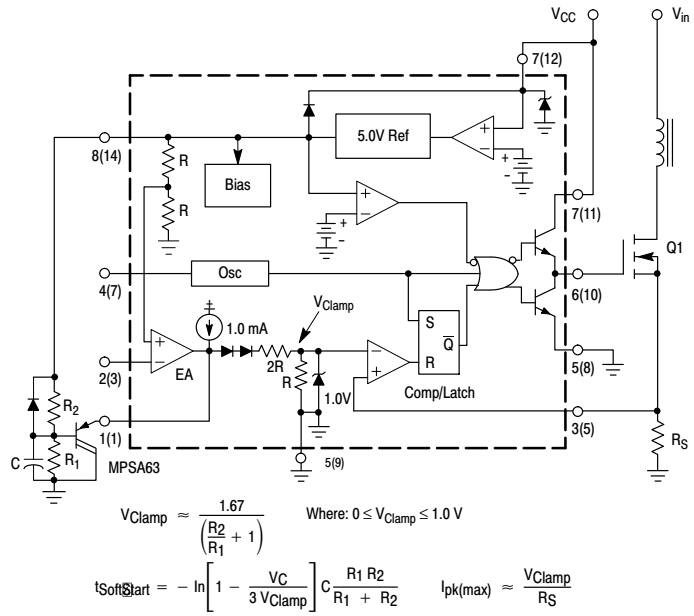 VCC
Vin
7(12)
5.0V Ref
+
−
+
-
8(14)
R
Bias
R
+
−
+
-
7(11)
Q1
4(7)
Osc
6(10)
VClamp
S
Q
R
1.0 mA
+
−
EA
2R
R
1.0V
−
+
Comp/Latch
5(8)
2(3)
3(5)
R2
1(1)
C
R1
MPSA63
5(9)
RS
VClamp ≈ 1.67 / (R2/R1 + 1) Where: 0 ≤ VClamp ≤ 1.0 V
tSoftStart = − ln[1 − VC / 3 VClamp] C R1 R2 / R1 + R2 Ipk(max) ≈ VClamp / RS